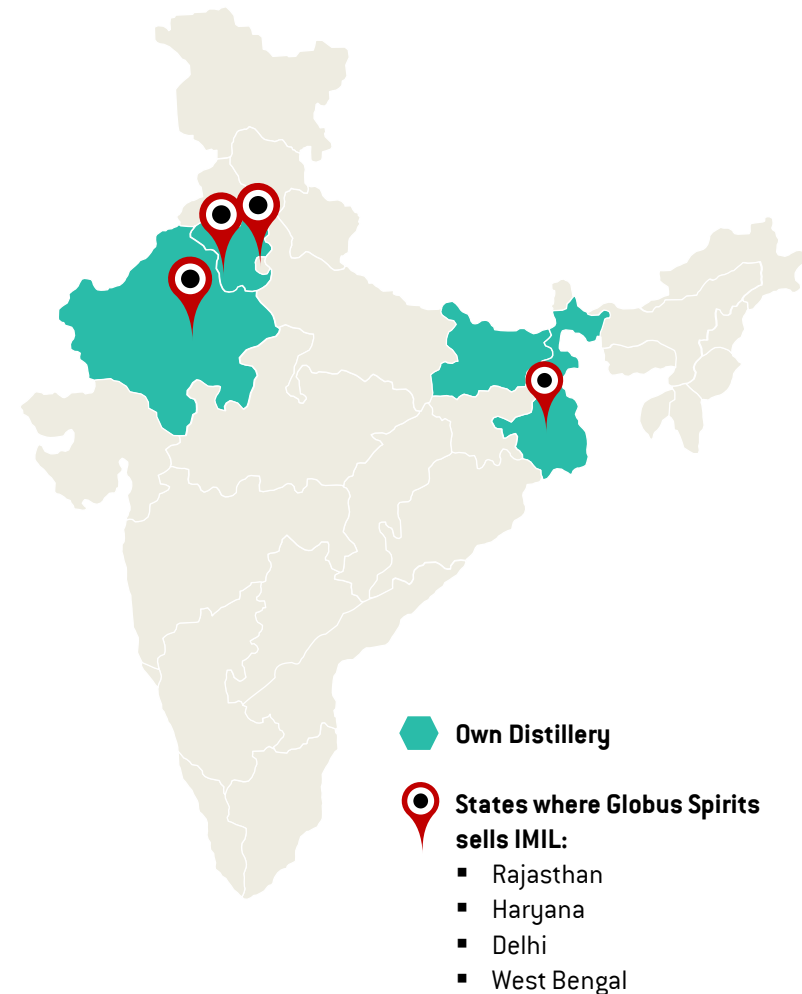 Own Distillery
States where Globus Spirits
sells IMIL:
▪ Rajasthan
▪ Haryana
▪ Delhi
▪ West Bengal